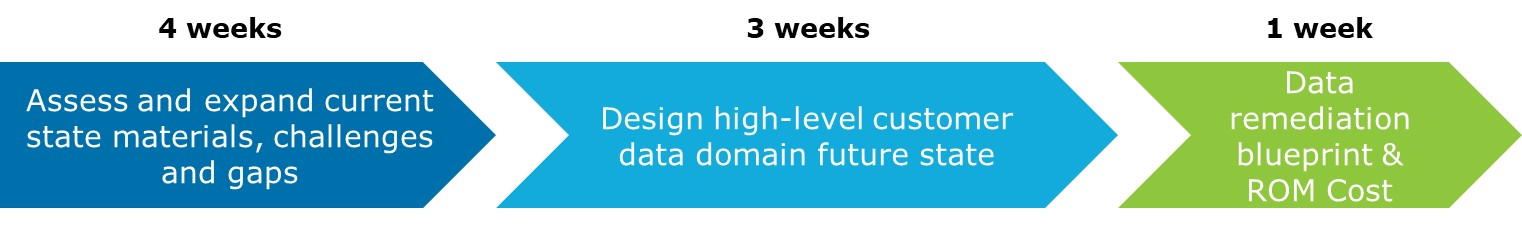 4 weeks
Assess and expand current
state materials, challenges
and gaps
3 weeks
Design high-level customer
data domain future state
1 week
Data
remediation
blueprint &
ROM Cost